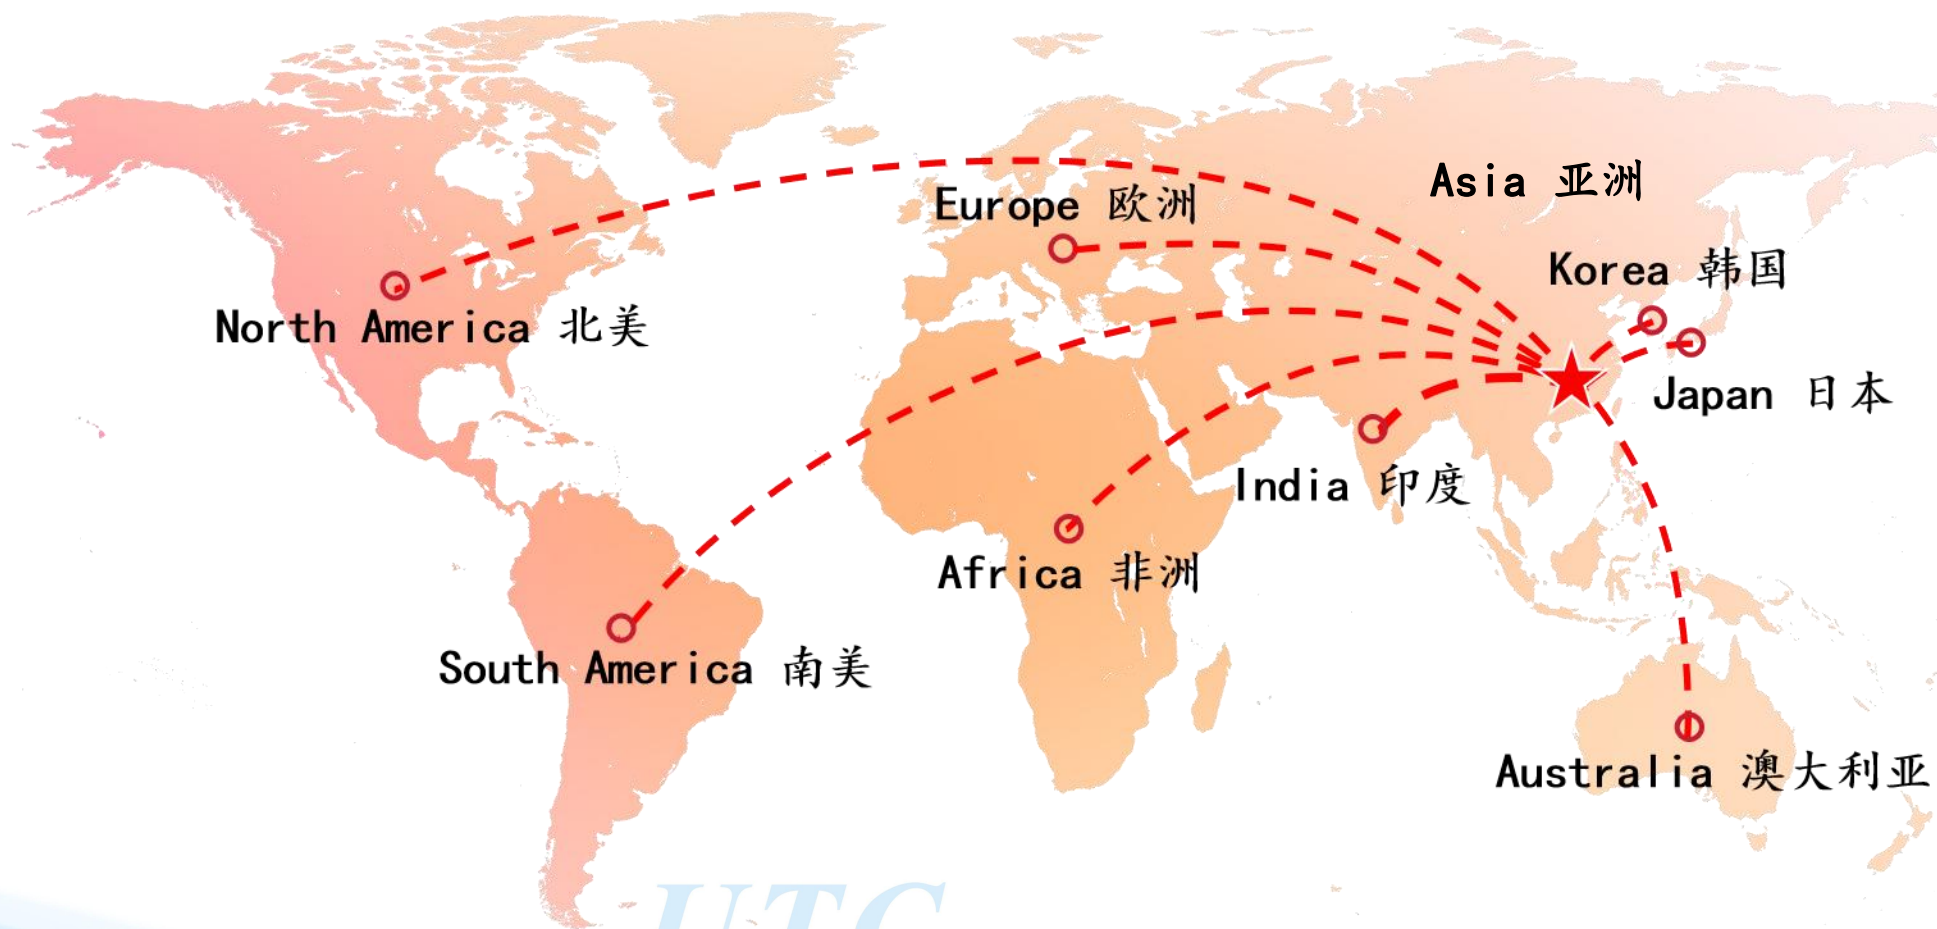 Asia 亚洲
Europe 欧洲
Korea 韩国
North America 北美
Japan 日本
India 印度
Africa 非洲
South America 南美
Australia 澳大利亚
UTC